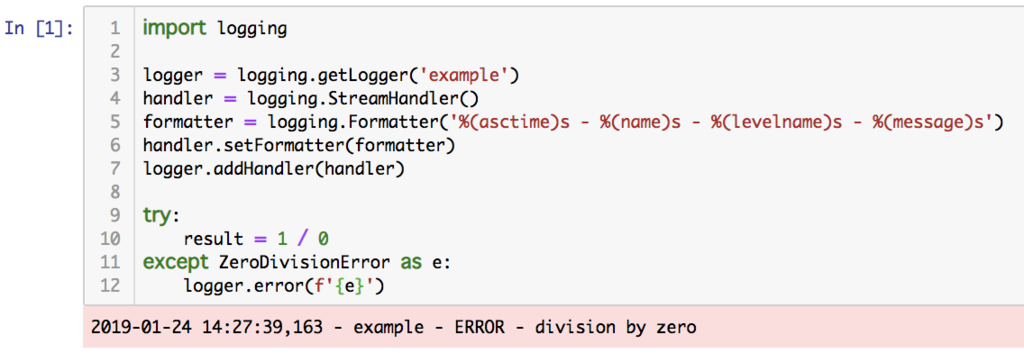 In [1]:
1 import logging
2
3 logger = logging.getLogger('example')
4 handler = logging.StreamHandler()
5 formatter = logging.Formatter('%(asctime)s - %(name)s - %(levelname)s - %(message)s')
6 handler.setFormatter(formatter)
7 logger.addHandler(handler)
8
9 try:
10     result = 1 / 0
11 except ZeroDivisionError as e:
12     logger.error(f'{e}')
2019-01-24 14:27:39,163 - example - ERROR - division by zero